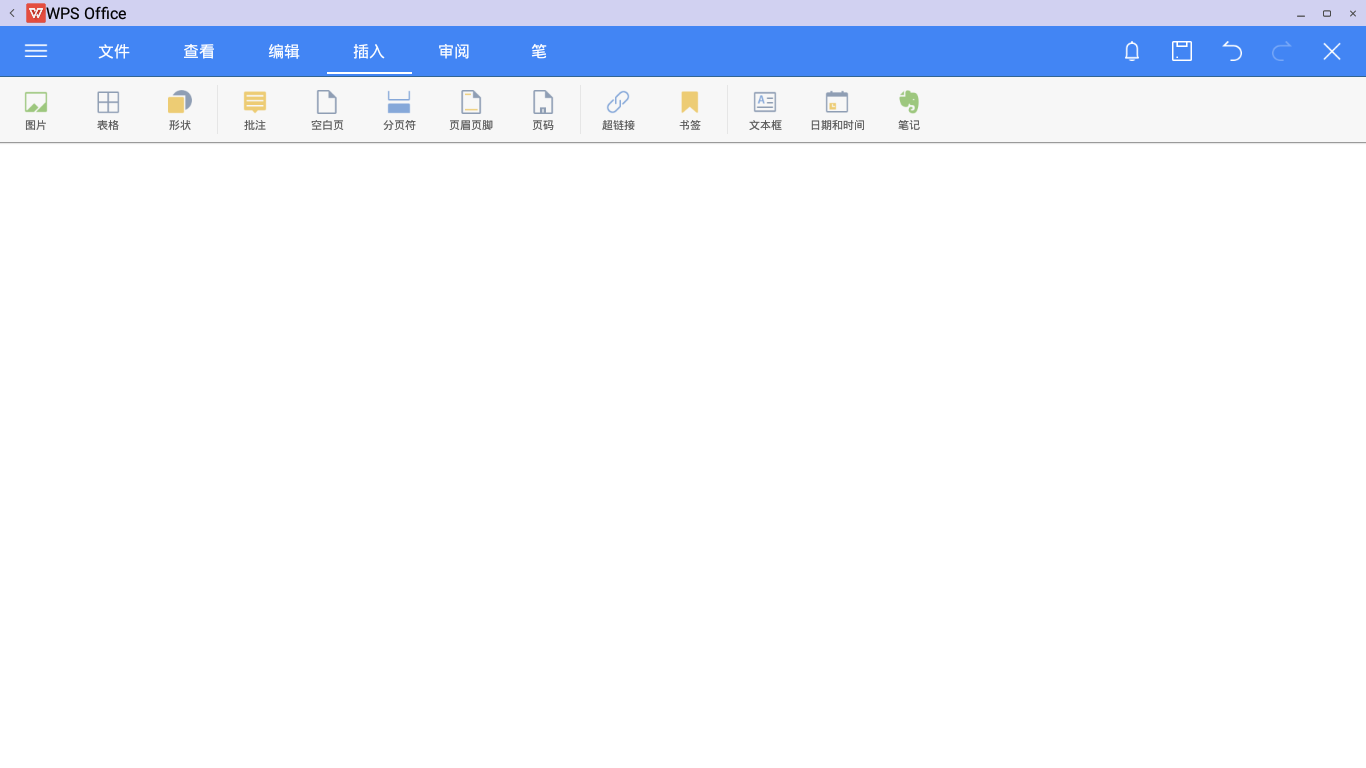 WPS Office
文件 查看 编辑 插入 审阅 笔
图片 表格 形状 批注 空白页 分页符 页眉页脚 页码 超链接 书签 文本框 日期和时间 笔记